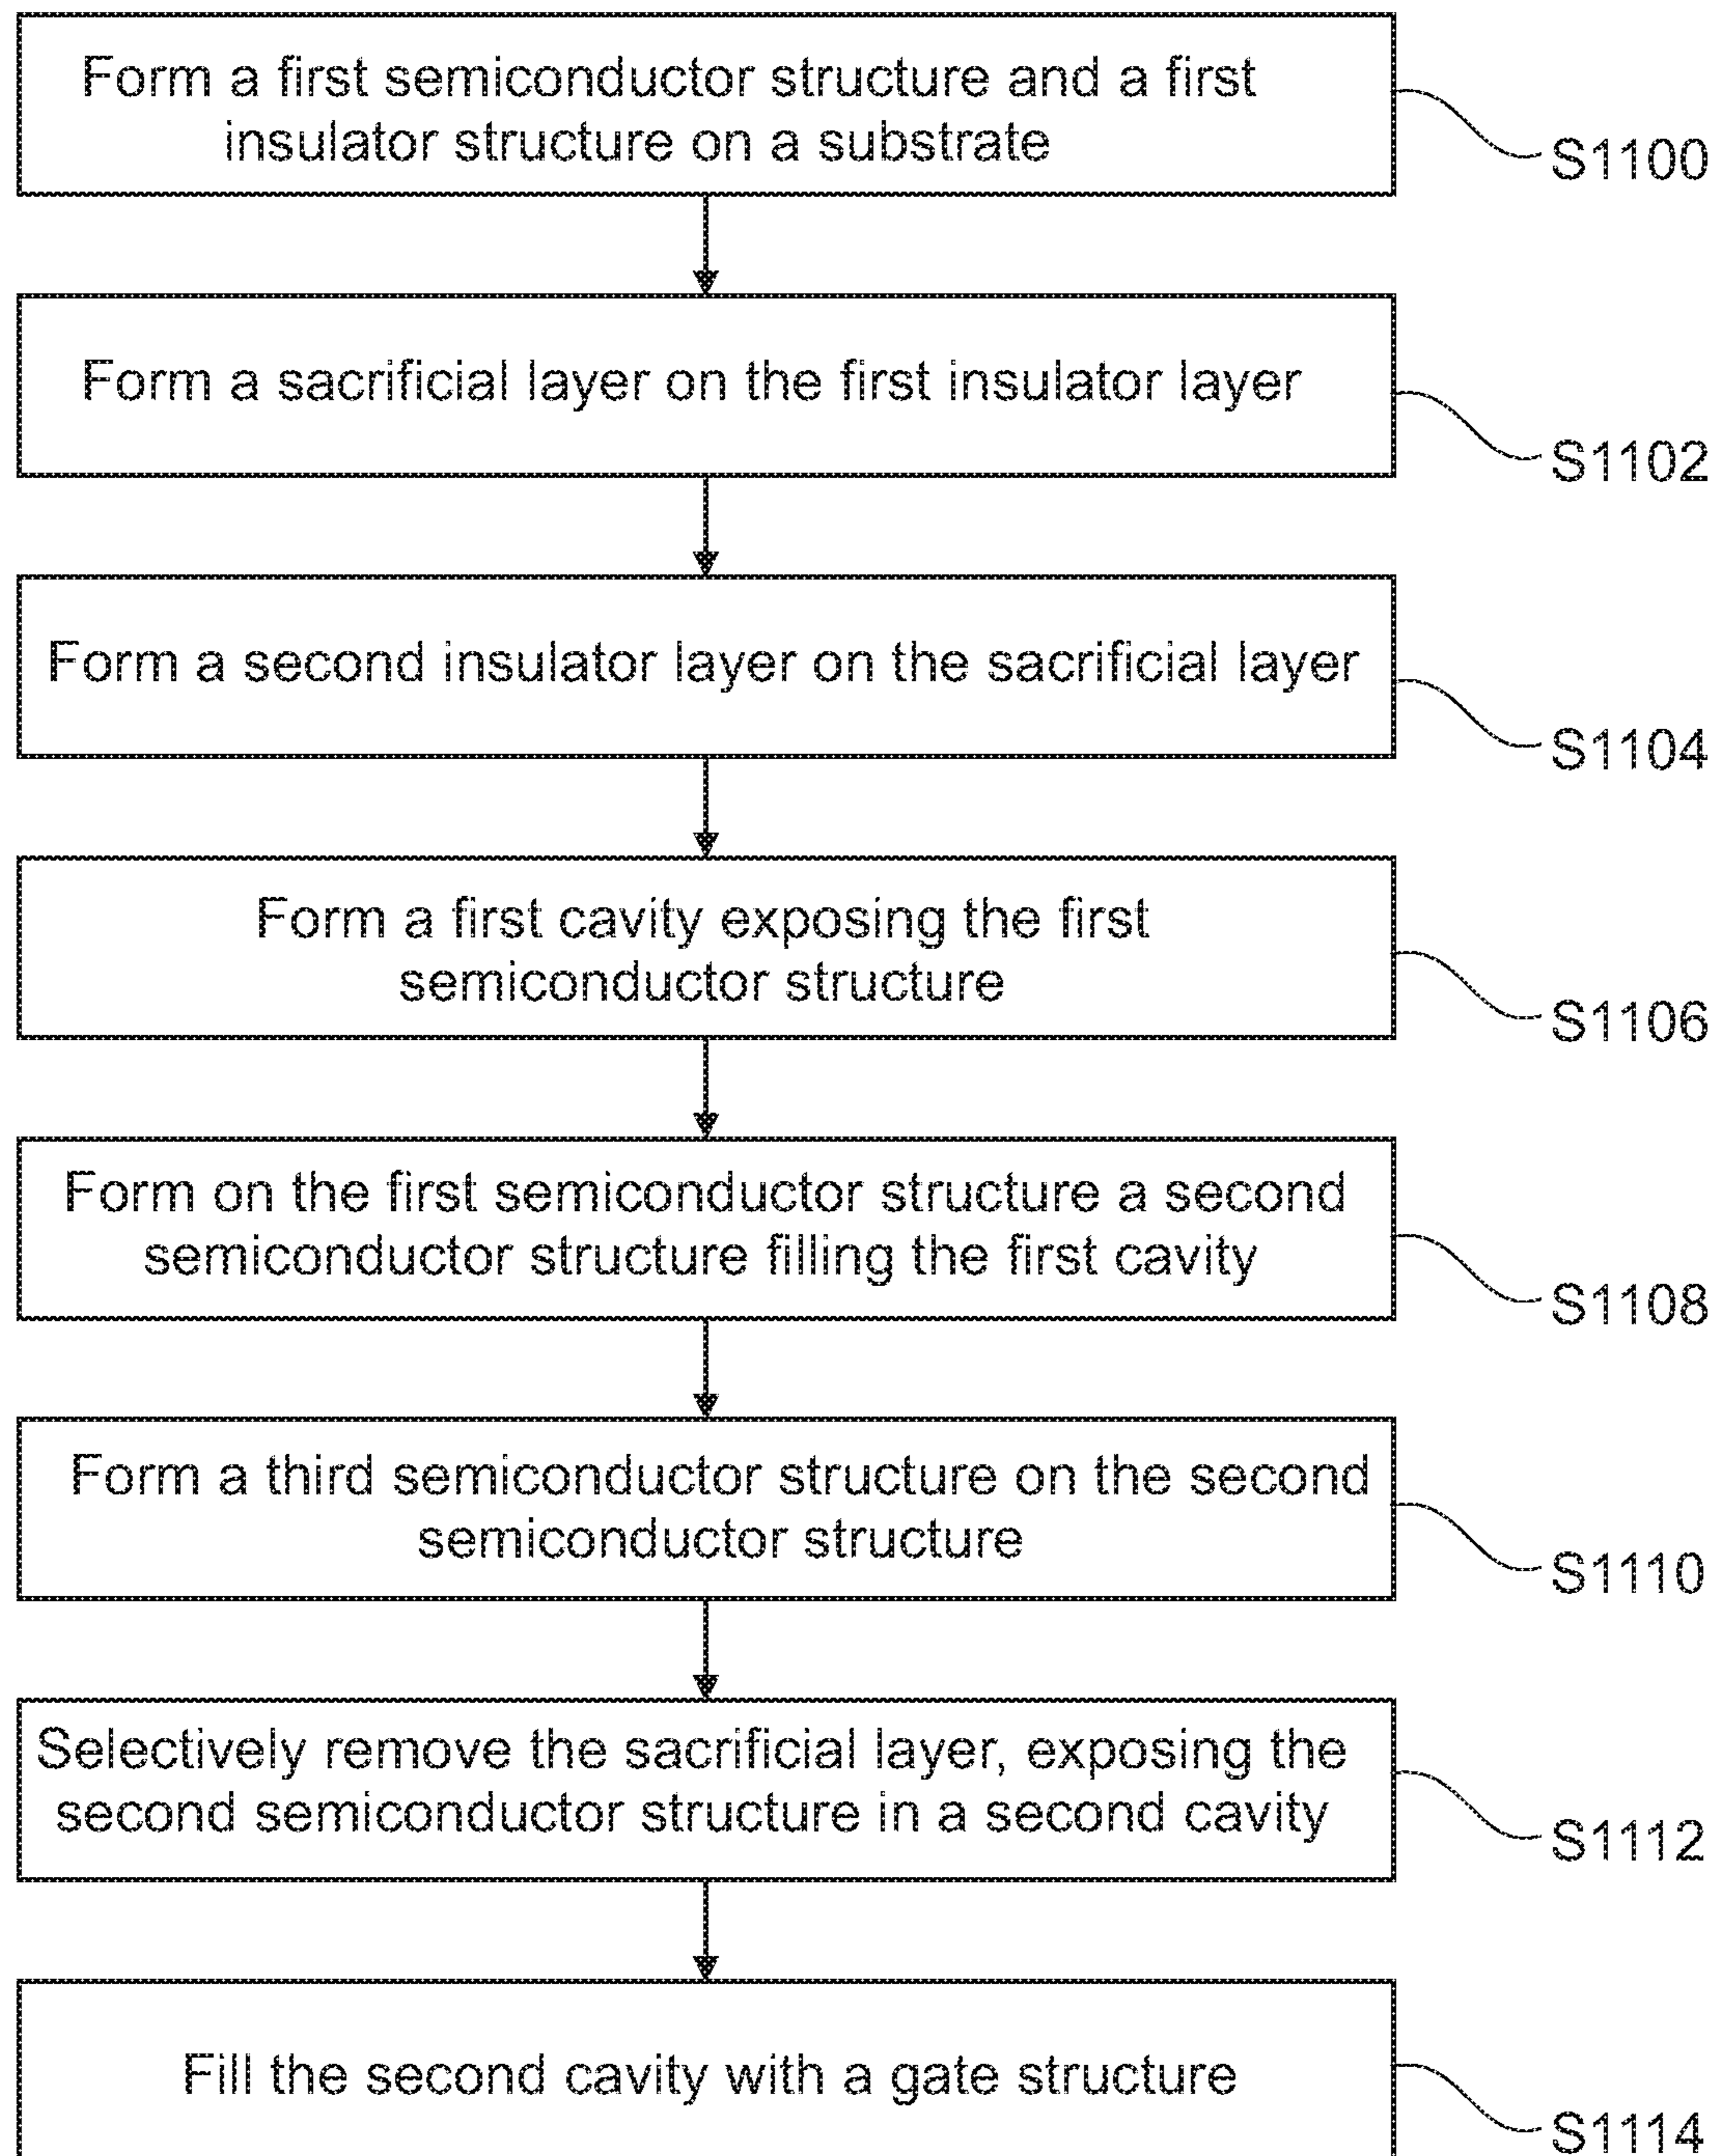 Form a first semiconductor structure and a first
insulator structure on a substrate
S1100
Form a sacrificial layer on the first insulator layer
S1102
Form a second insulator layer on the sacrificial layer
S1104
Form a first cavity exposing the first
semiconductor structure
S1106
Form on the first semiconductor structure a second
semiconductor structure filling the first cavity
S1108
Form a third semiconductor structure on the second
semiconductor structure
S1110
Selectively remove the sacrificial layer, exposing the
second semiconductor structure in a second cavity
S1112
Fill the second cavity with a gate structure
S1114